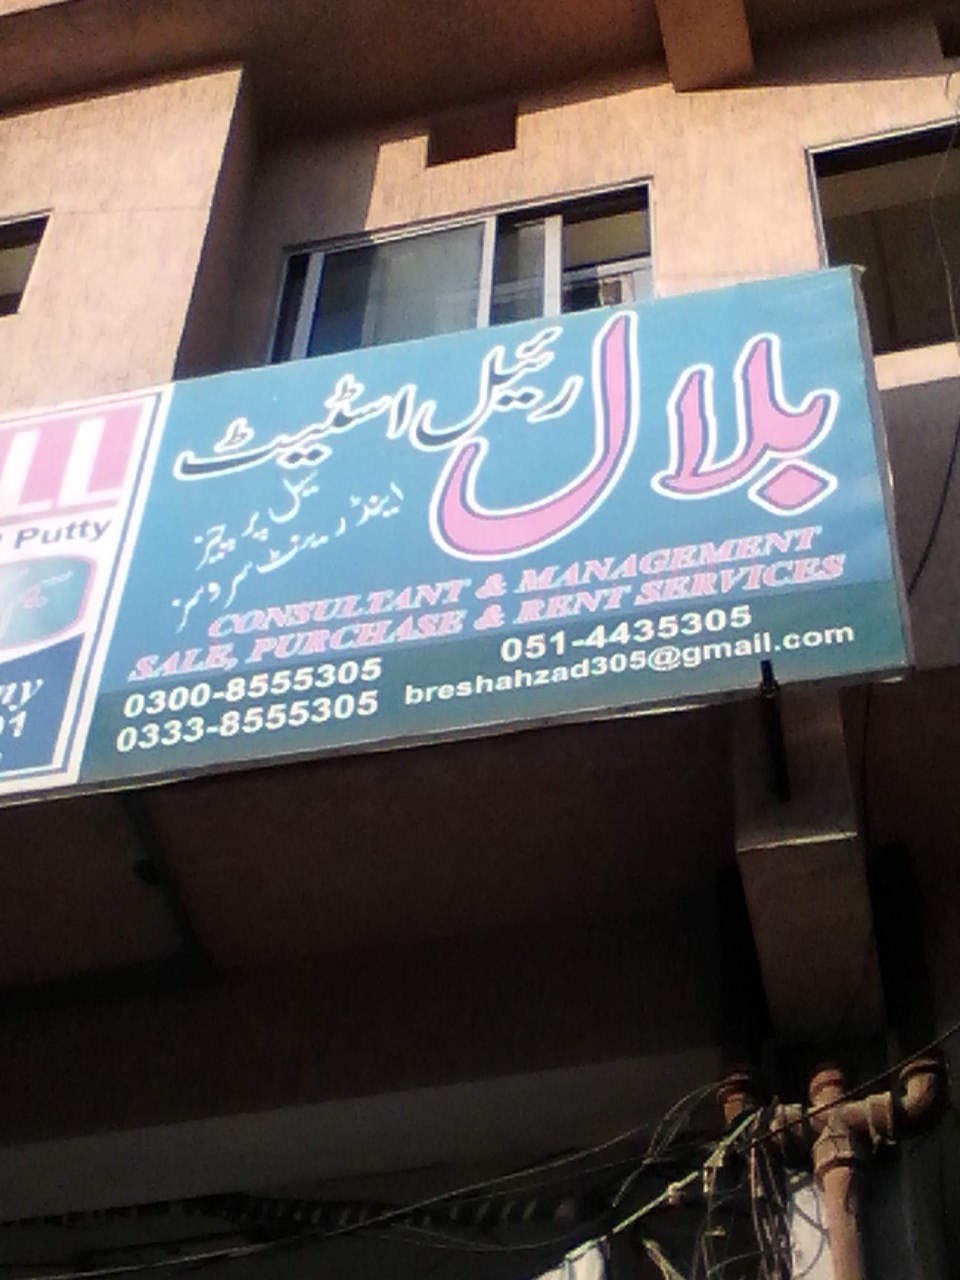 بلال
رئیل اسٹیٹ
سیل پرچیز
اینڈ رینٹ سروسز
CONSULTANT & MANAGEMENT
SALE, PURCHASE & RENT SERVICES
0300-8555305
051-4435305
0333-8555305
breshahzad305@gmail.com
Putty